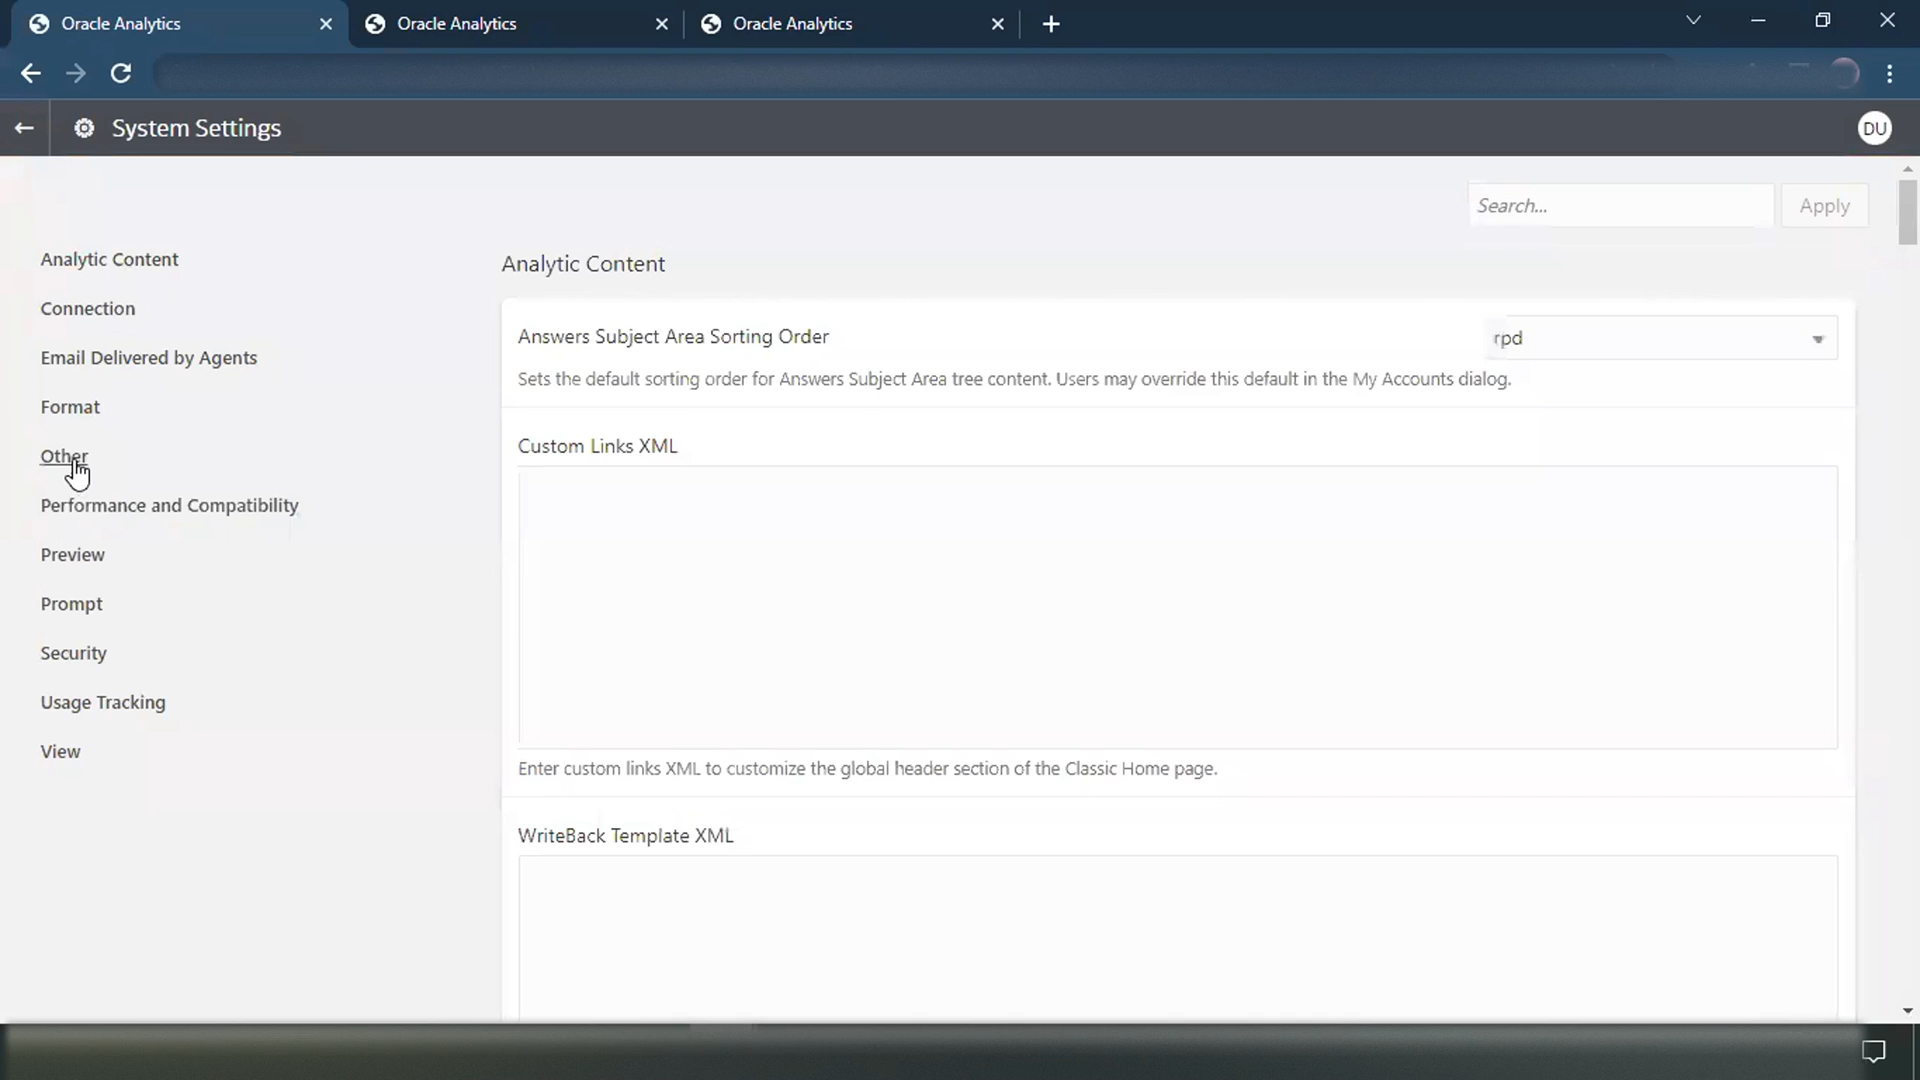 Oracle Analytics
Oracle Analytics
Oracle Analytics
System Settings
DU
Search...
Apply
Analytic Content
Connection
Email Delivered by Agents
Format
Other
Performance and Compatibility
Preview
Prompt
Security
Usage Tracking
View
Analytic Content
Answers Subject Area Sorting Order
rpd
Sets the default sorting order for Answers Subject Area tree content. Users may override this default in the My Accounts dialog.
Custom Links XML
Enter custom links XML to customize the global header section of the Classic Home page.
WriteBack Template XML